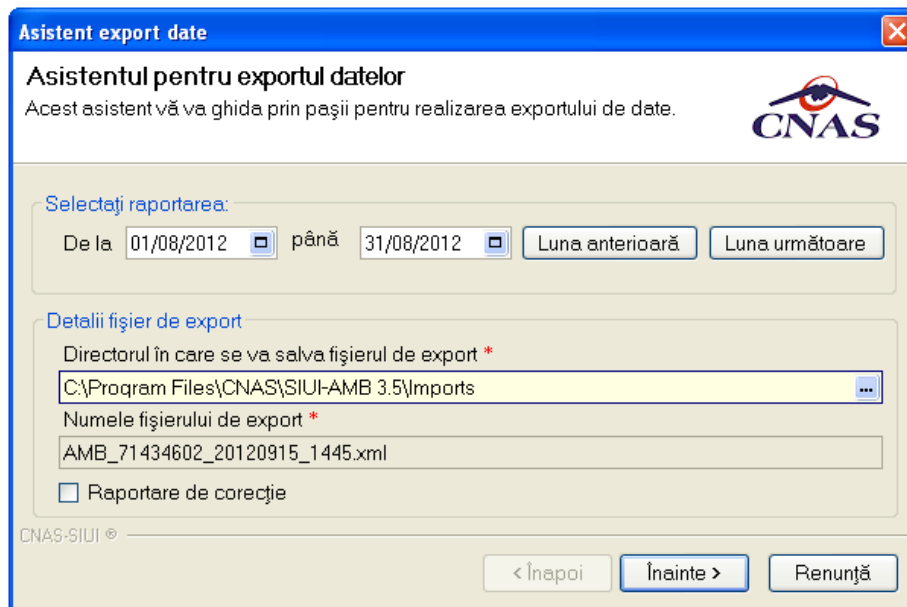 Asistent export date
Asistentul pentru exportul datelor
Acest asistent vă va ghida prin paşii pentru realizarea exportului de date.
CNAS
Selectaţi raportarea:
De la 01/08/2012 până 31/08/2012 Luna anterioară Luna următoare
Detalii fişier de export
Directorul în care se va salva fişierul de export *
C:\Program Files\CNAS\SIUI-AMB 3.5\Imports ...
Numele fişierului de export *
AMB_71434602_20120915_1445.xml
Raportare de corecţie
CNAS-SIUI ®
< Înapoi Înainte > Renunţă